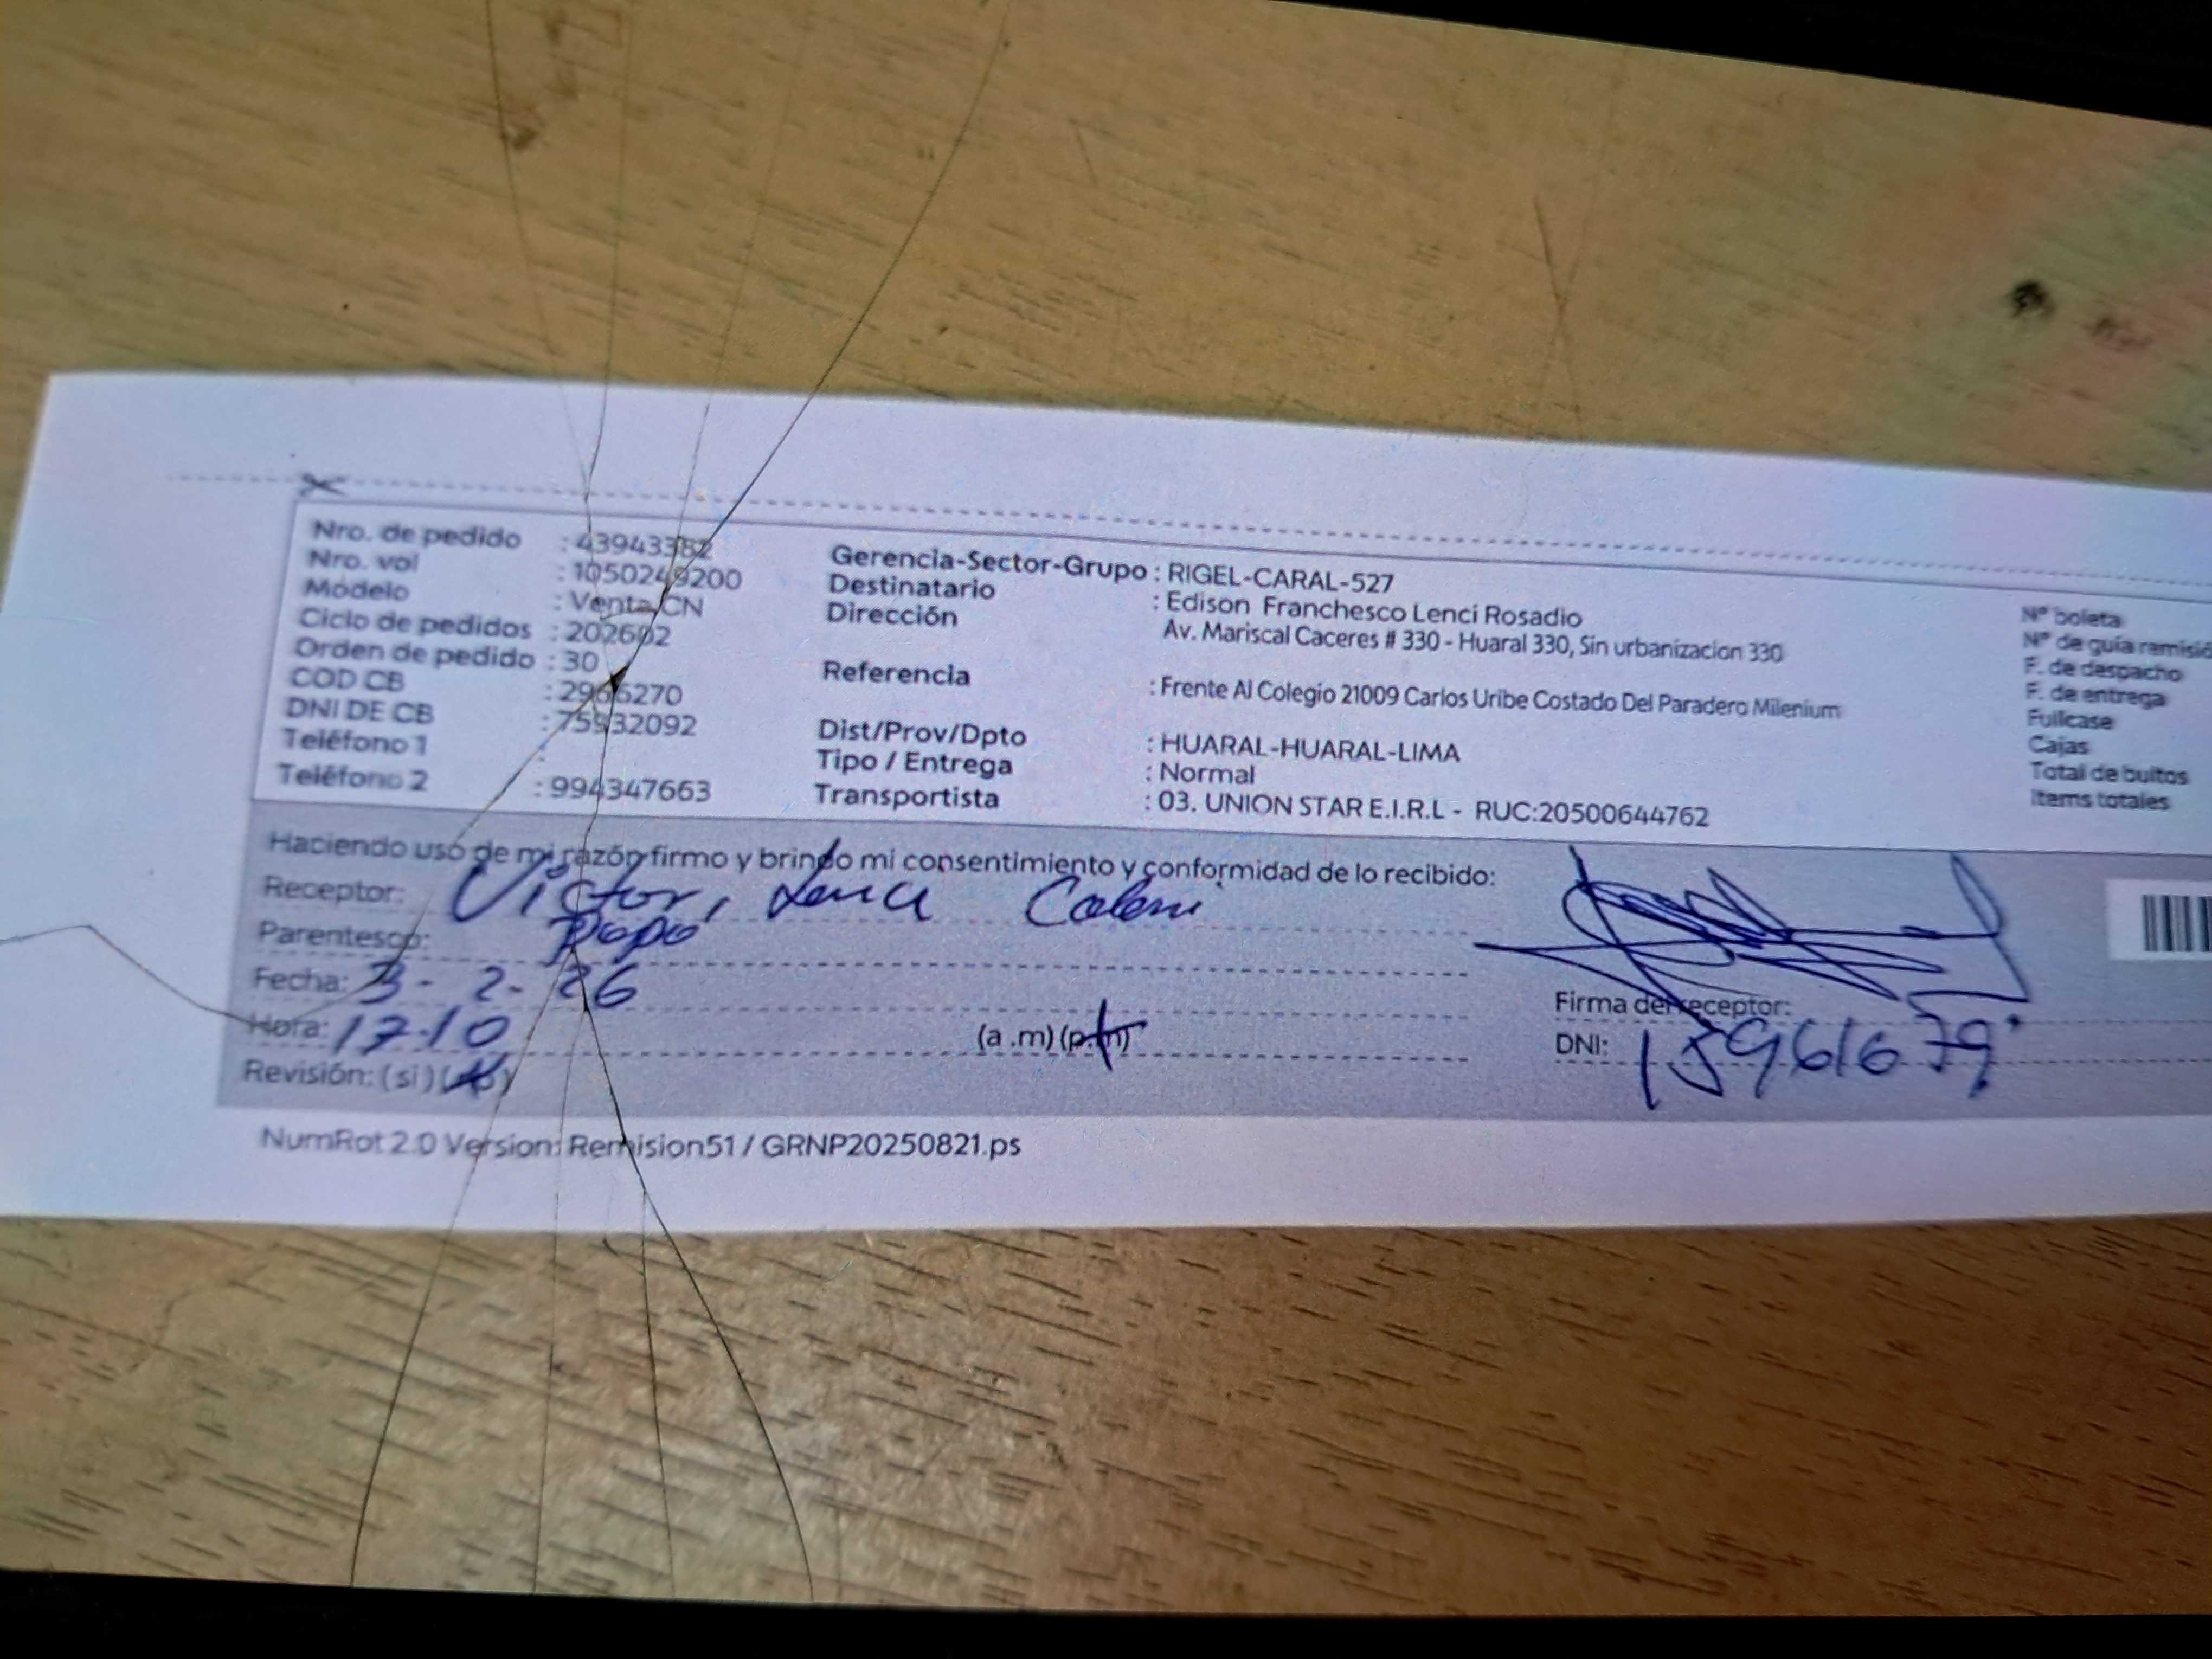 Nro. de pedido : 43943382
Nro. vol : 1050249200
Modelo : Venta CN
Ciclo de pedidos : 202602
Orden de pedido : 30
COD CB : 2966270
DNI DE CB : 75932092
Teléfono 1 :
Teléfono 2 : 994347663
Gerencia-Sector-Grupo : RIGEL-CARAL-527
Destinatario : Edison Franchesco Lenci Rosadio
Dirección Av. Mariscal Caceres # 330 - Huaral 330, Sin urbanizacion 330
Referencia : Frente Al Colegio 21009 Carlos Uribe Costado Del Paradero Milenium
Dist/Prov/Dpto : HUARAL-HUARAL-LIMA
Tipo / Entrega : Normal
Transportista : 03. UNION STAR E.I.R.L - RUC:20500644762
Nº boleta
Nº de guía remisió
F. de despacho
F. de entrega
Fullcase
Cajas
Total de bultos
Items totales
Haciendo uso de mi razón firmo y brindo mi consentimiento y conformidad de lo recibido:
Receptor: Victor, Lenci
Parentesco: Papa
Fecha: 3-2-26
Hora: 17.10 (a .m) (p.m)
Revisión: (si) (no)
Firma del receptor:
DNI: 15961679
NumRot 2.0 Version: Remision51 / GRNP20250821.ps